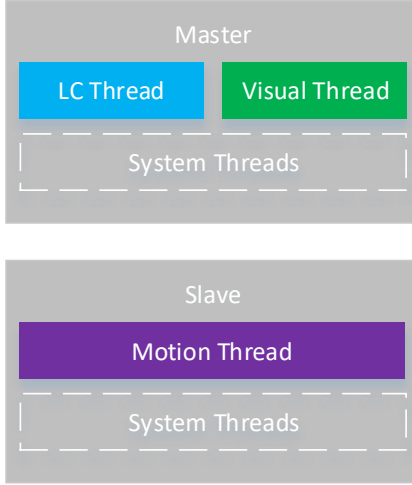 Master
LC Thread
Visual Thread
System Threads
Slave
Motion Thread
System Threads